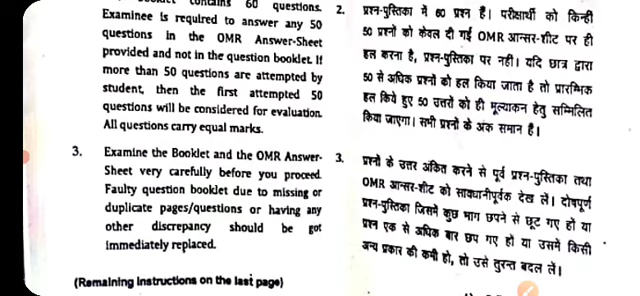 60 questions.
Examinee is required to answer any 50
questions in the OMR Answer-Sheet
provided and not in the question booklet. If
more than 50 questions are attempted by
student, then the first attempted 50
questions will be considered for evaluation.
All questions carry equal marks.
3. Examine the Booklet and the OMR Answer-
Sheet very carefully before you proceed.
Faulty question booklet due to missing or
duplicate pages/questions or having any
other discrepancy should be got
immediately replaced.
(Remaining instructions on the last page)
2. प्रश्न-पुस्तिका में 60 प्रश्न हैं। परीक्षार्थी को किन्ही
50 प्रश्नों को केवल दी गई OMR आन्सर-शीट पर ही
हल करना है, प्रश्न-पुस्तिका पर नही। यदि छात्र द्वारा
50 से अधिक प्रश्नों को हल किया जाता है तो प्रारम्भिक
हल किये हुए 50 उत्तरों को ही मूल्याकन हेतु सम्मिलित
किया जाएगा। सभी प्रश्नो के अंक समान हैं।
3. प्रश्नो के उत्तर अंकित करने से पूर्व प्रश्न-पुस्तिका तथा
OMR आन्सर-शीट को सावधानीपूर्वक देख लें। दोषपूर्ण
प्रश्न-पुस्तिका जिसमें कुछ भाग छपने से छूट गए हों या
प्रश्न एक से अधिक बार छप गए हों या उसमें किसी
अन्य प्रकार की कमी हो, तो उसे तुरन्त बदल लें।